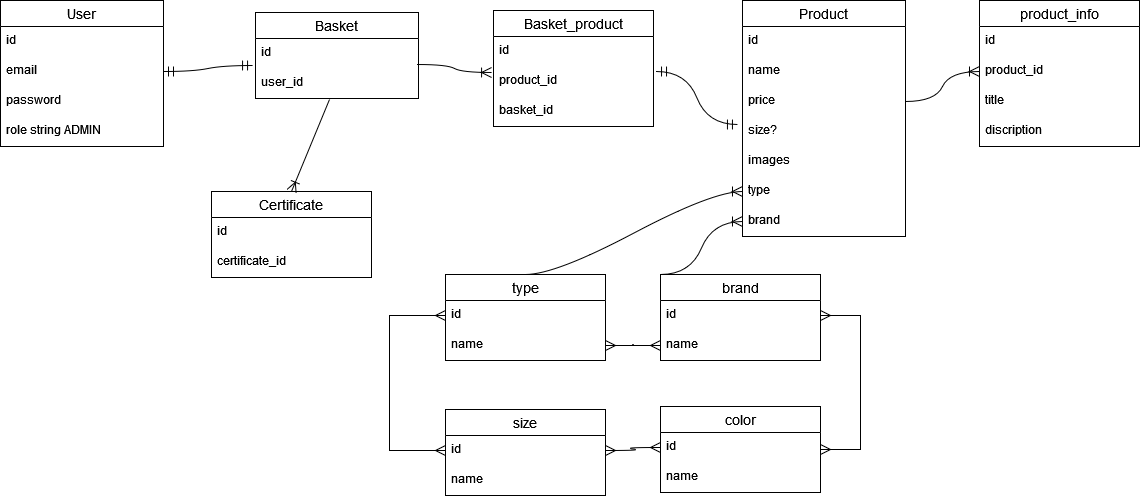 User
id
email
password
role string ADMIN
Basket
id
user_id
Basket_product
id
product_id
basket_id
Product
id
name
price
size?
images
type
brand
product_info
id
product_id
title
discription
Certificate
id
certificate_id
type
id
name
brand
id
name
size
id
name
color
id
name